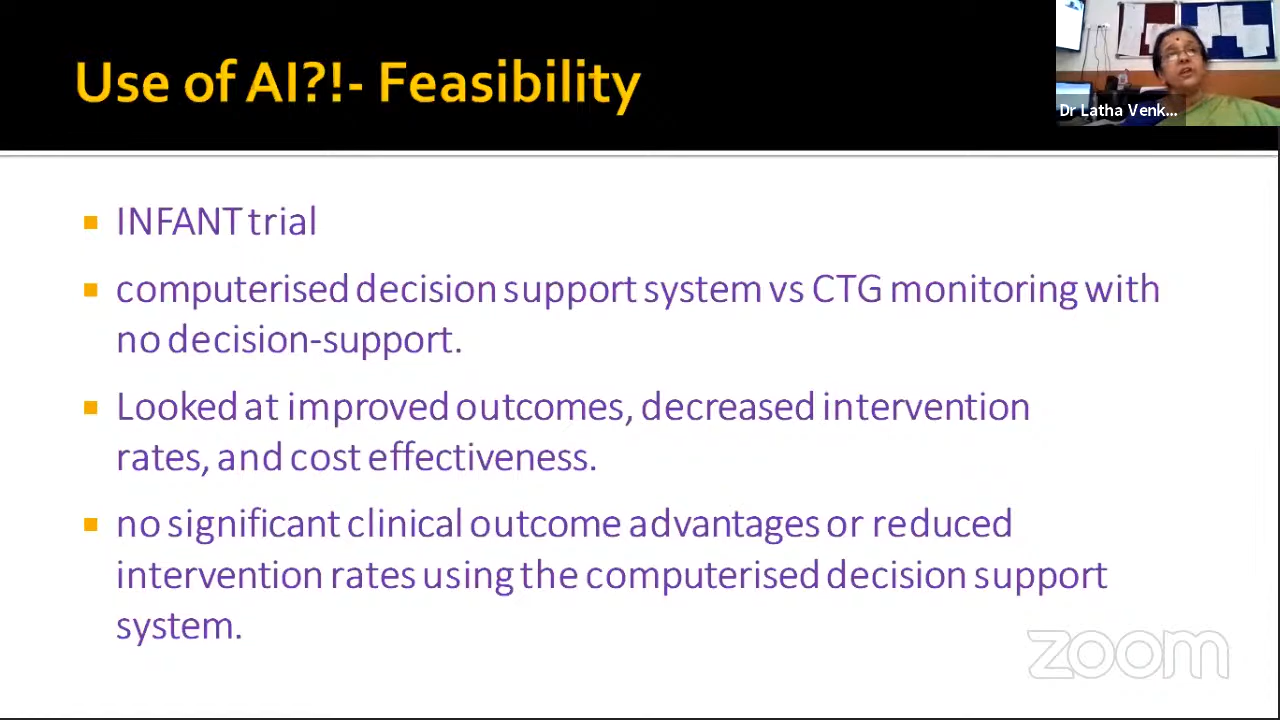 Use of AI?!- Feasibility
Dr Latha Venk...
INFANT trial
computerised decision support system vs CTG monitoring with
no decision-support.
Looked at improved outcomes, decreased intervention
rates, and cost effectiveness.
no significant clinical outcome advantages or reduced
intervention rates using the computerised decision support
system.
zoom